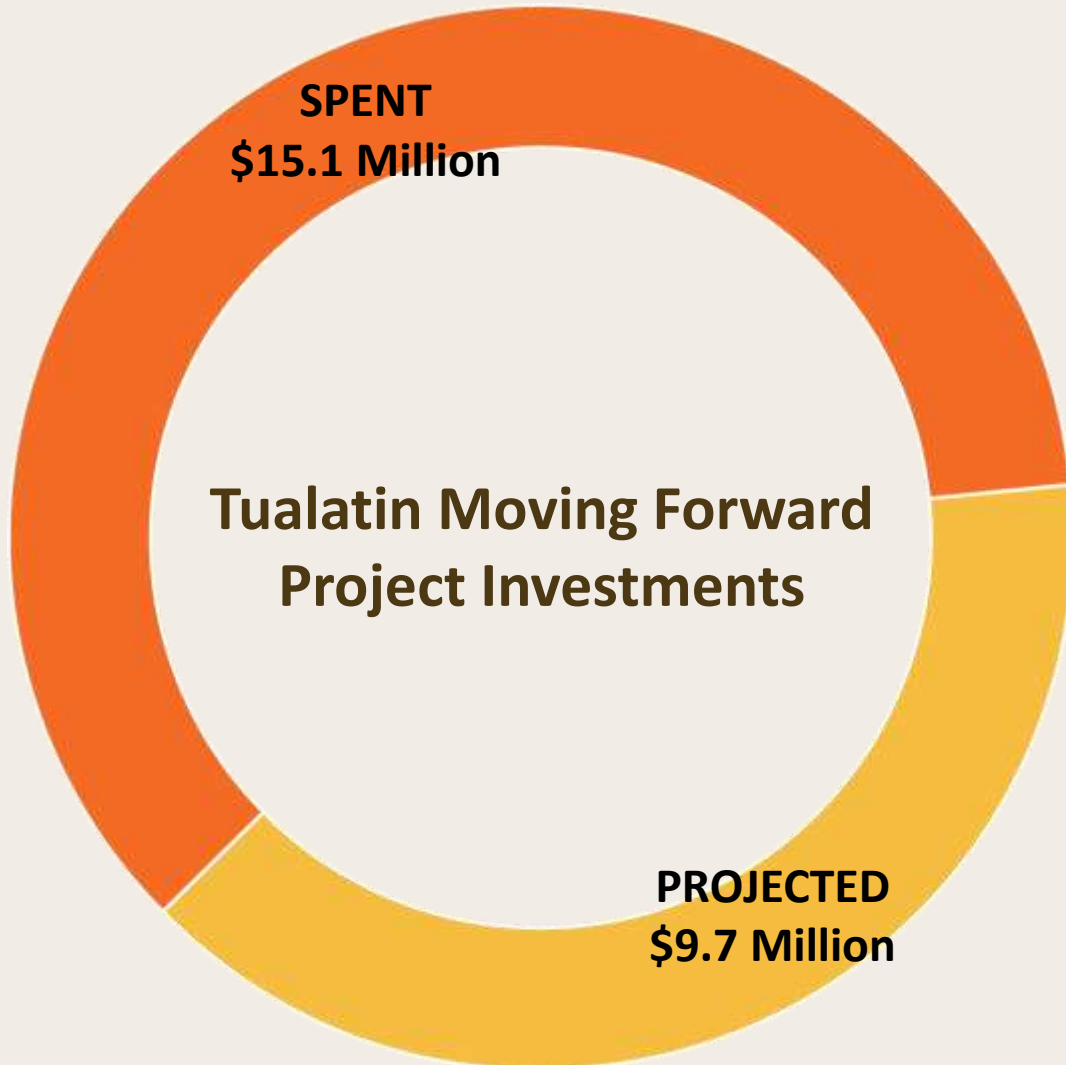 SPENT
$15.1 Million
Tualatin Moving Forward
Project Investments
PROJECTED
$9.7 Million